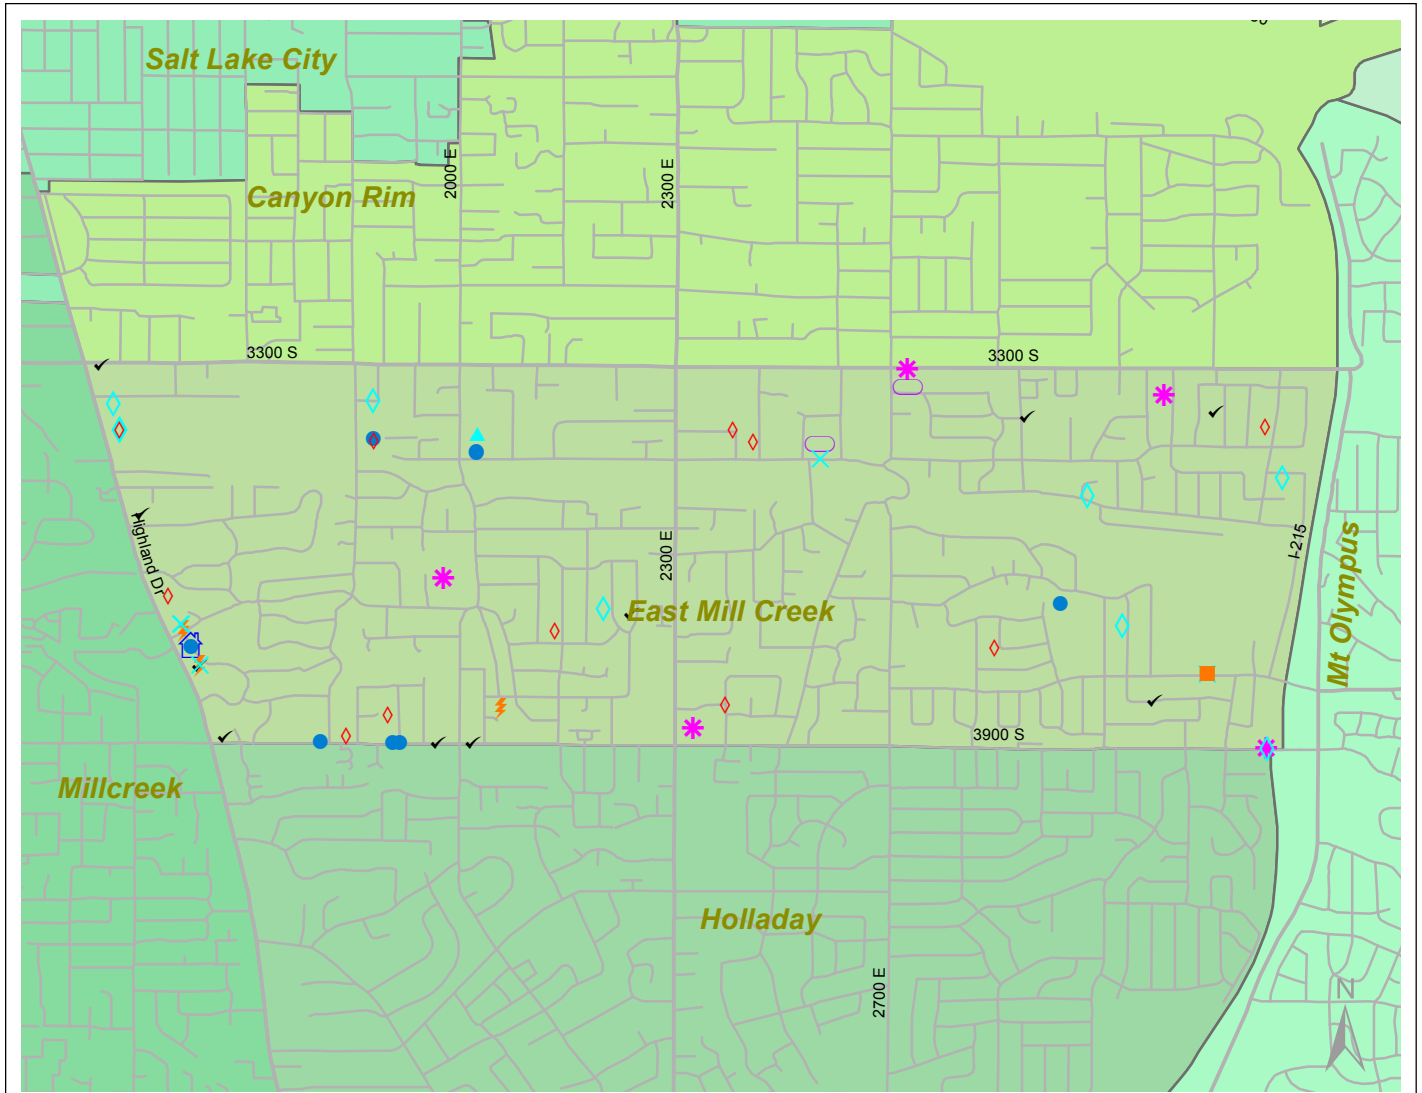 Salt Lake City
2000 E
2300 E
Canyon Rim
3300 S
3300 S
Highland Dr
2300 E
I-215
East Mill Creek
Mt Olympus
3900 S
Millcreek
Holladay
2700 E
N